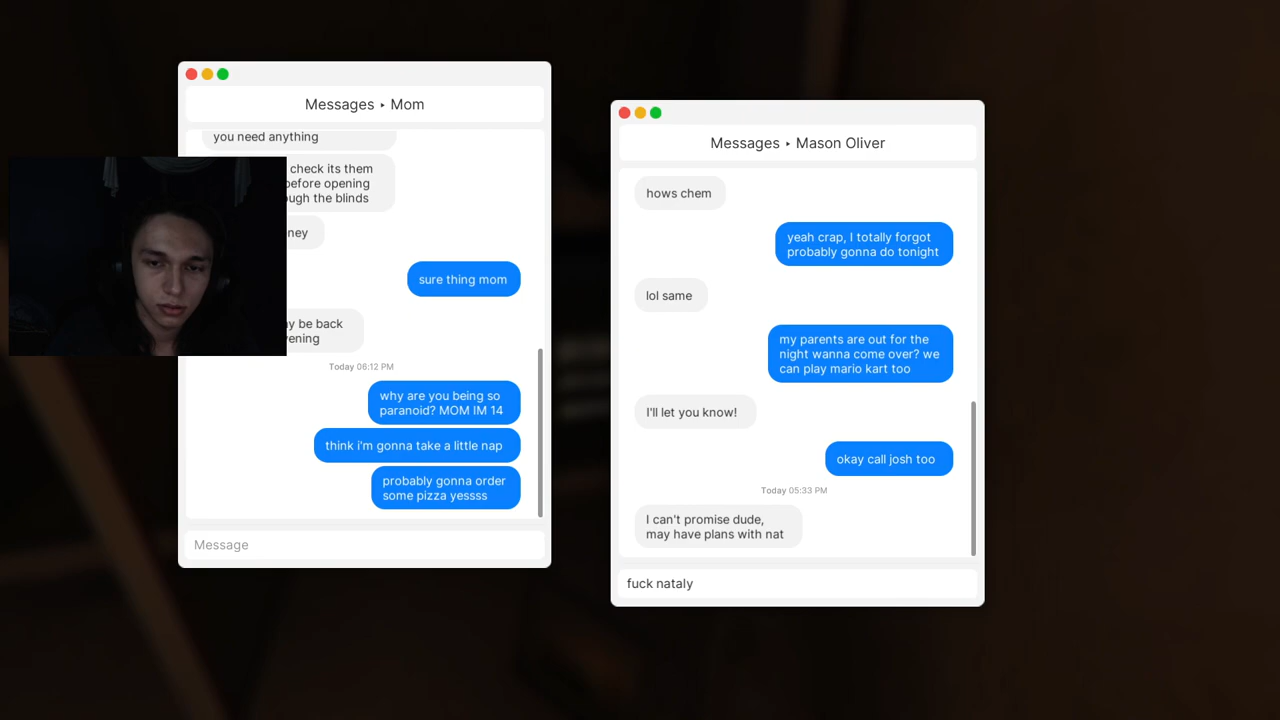 Messages ‣ Mom
you need anything
check its them
before opening
ugh the blinds
ney
sure thing mom
ay be back
vening
Today 06:12 PM
why are you being so
paranoid? MOM IM 14
think i'm gonna take a little nap
probably gonna order
some pizza yessss
Message
Messages ‣ Mason Oliver
hows chem
yeah crap, I totally forgot
probably gonna do tonight
lol same
my parents are out for the
night wanna come over? we
can play mario kart too
I'll let you know!
okay call josh too
Today 05:33 PM
I can't promise dude,
may have plans with nat
fuck nataly